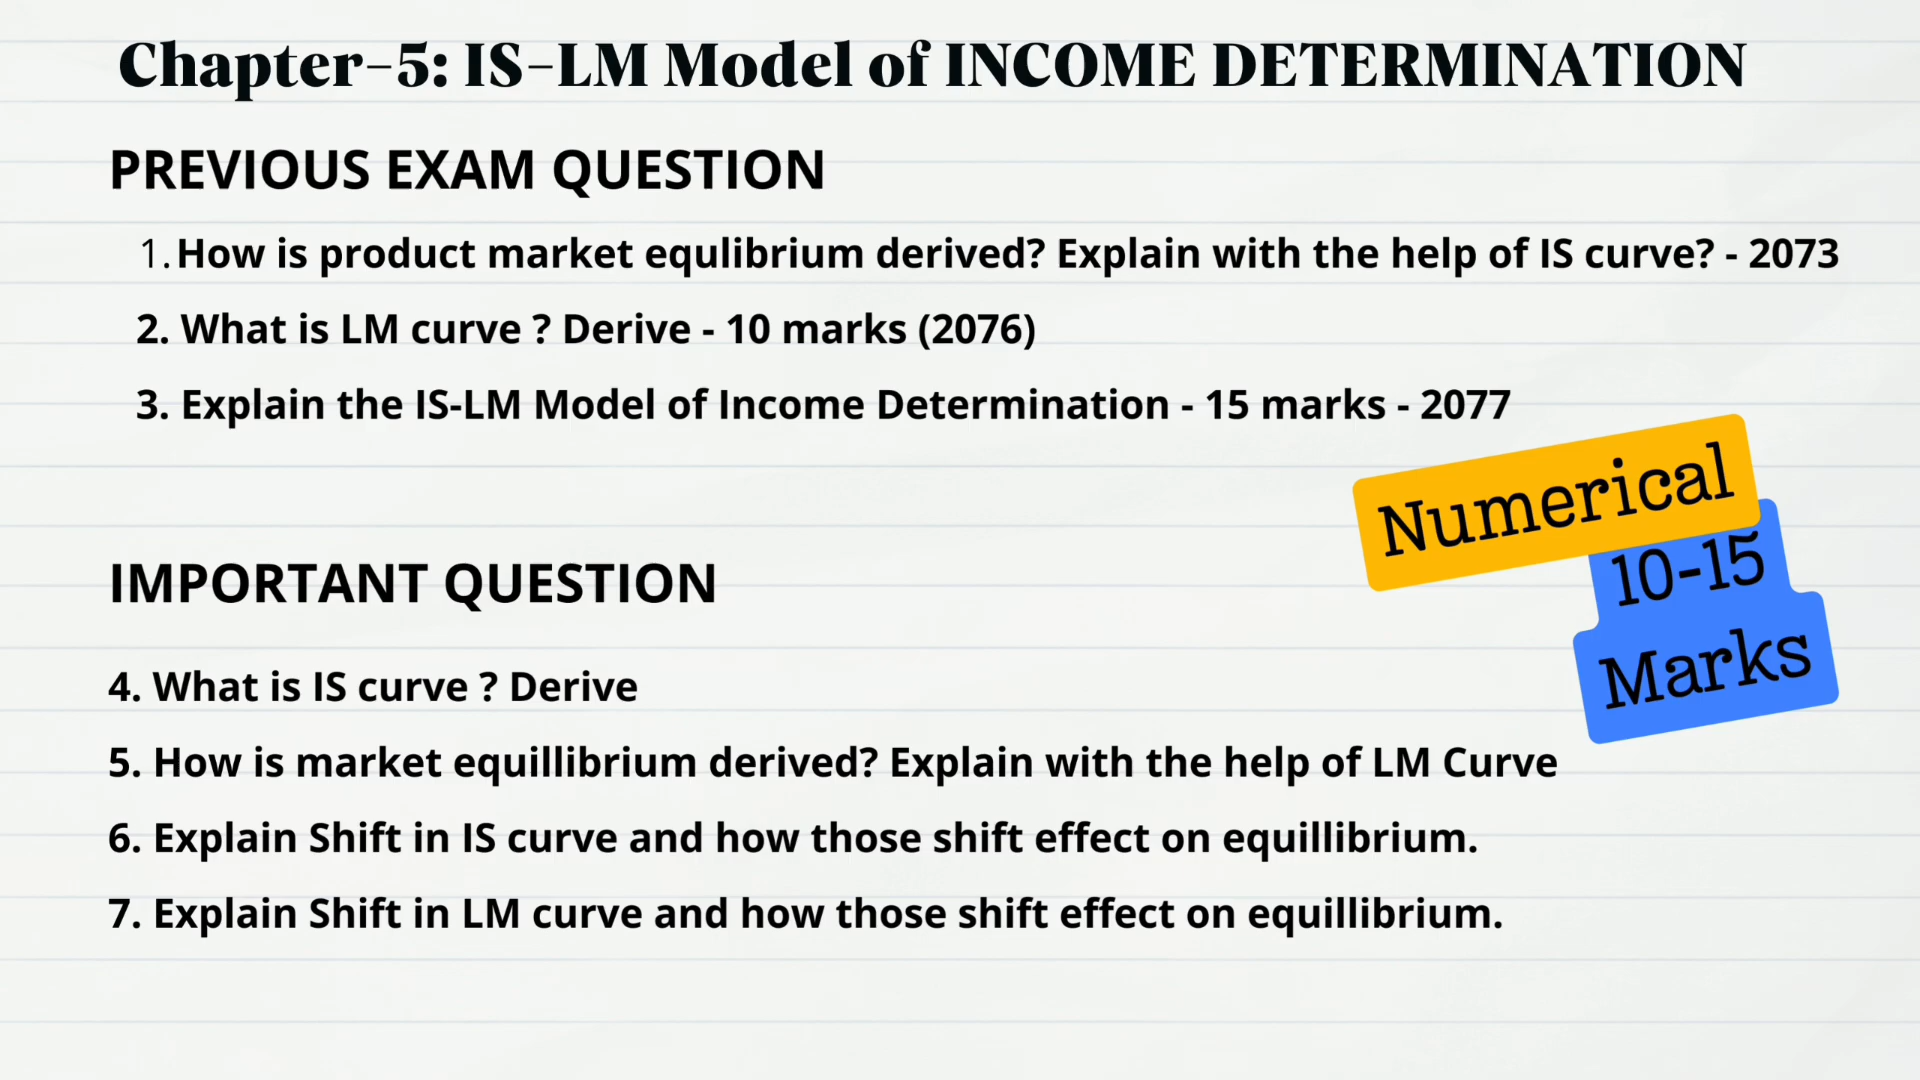 Chapter-5: IS-LM Model of INCOME DETERMINATION
PREVIOUS EXAM QUESTION
1. How is product market equlibrium derived? Explain with the help of IS curve? - 2073
2. What is LM curve ? Derive - 10 marks (2076)
3. Explain the IS-LM Model of Income Determination - 15 marks - 2077
Numerical
10-15
Marks
IMPORTANT QUESTION
4. What is IS curve ? Derive
5. How is market equillibrium derived? Explain with the help of LM Curve
6. Explain Shift in IS curve and how those shift effect on equillibrium.
7. Explain Shift in LM curve and how those shift effect on equillibrium.